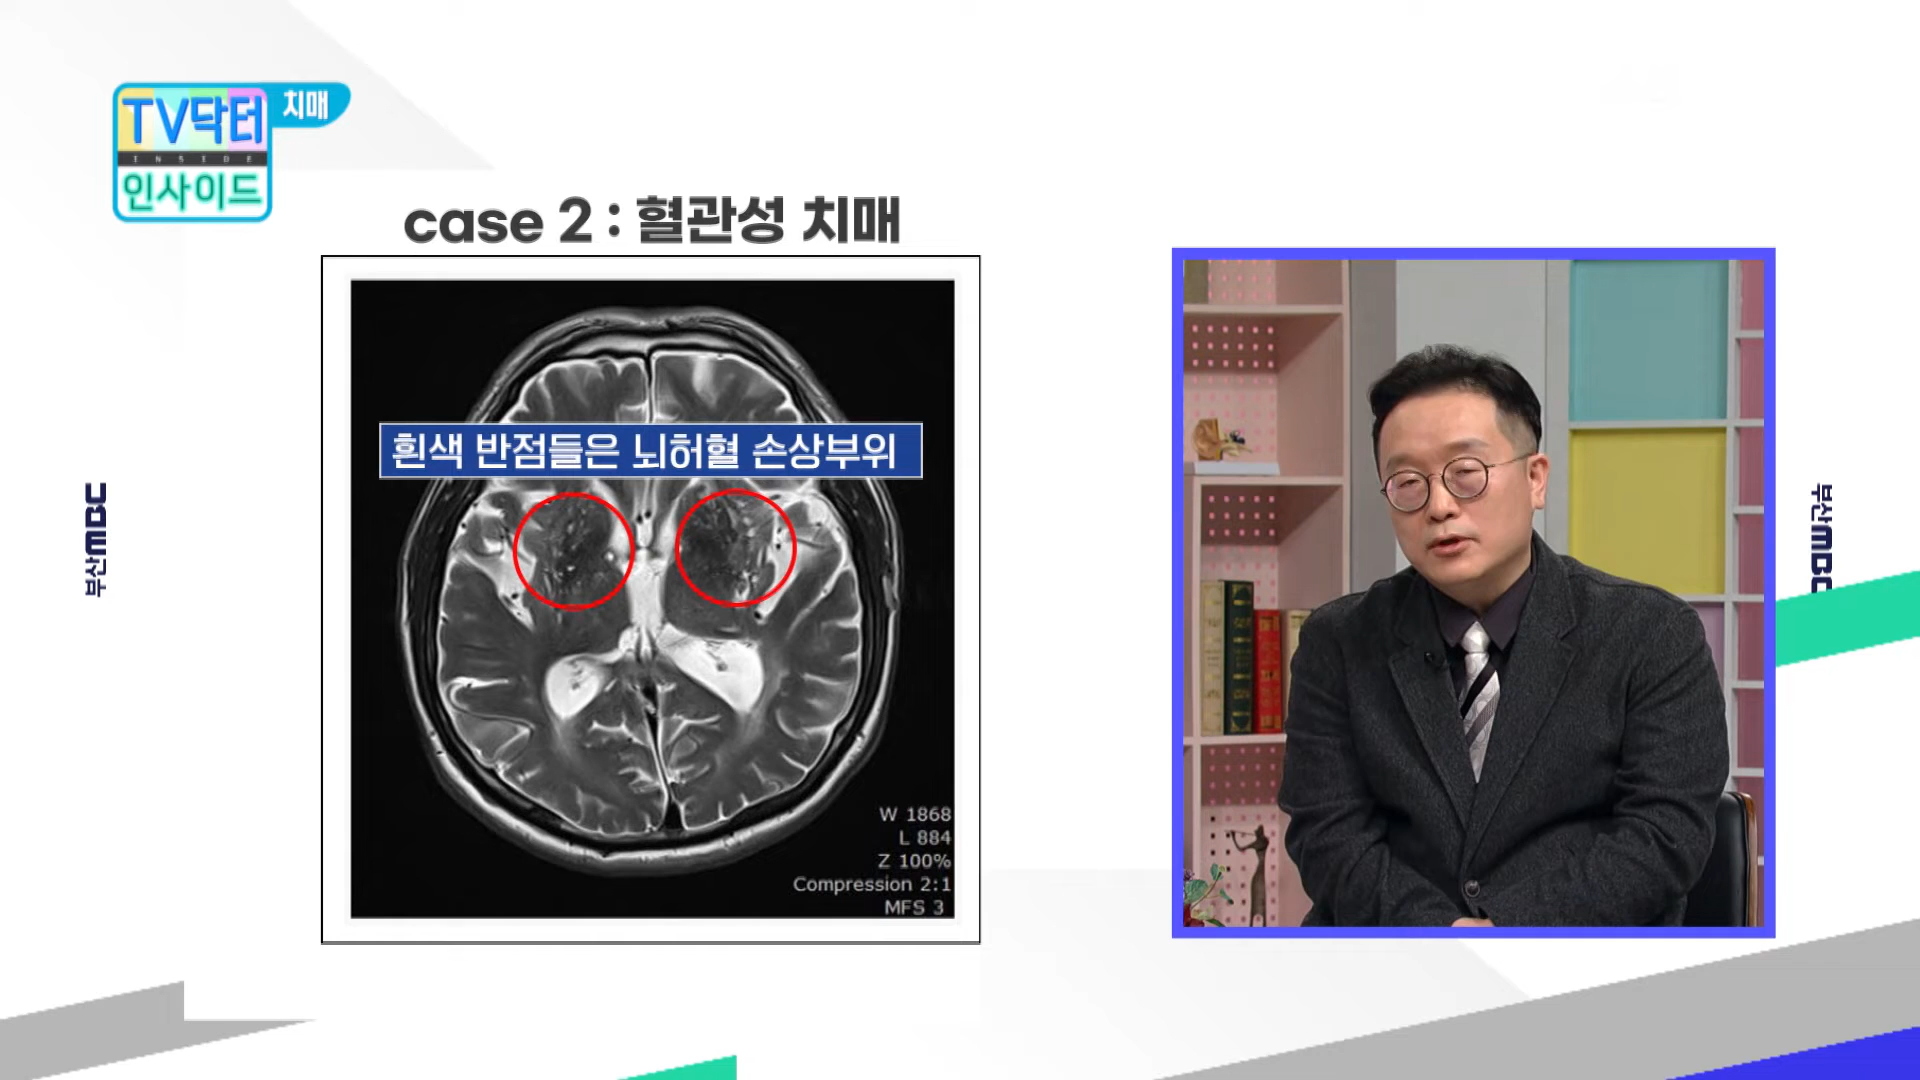 TV닥터
INSIDE
인사이드
치매
case 2 : 혈관성 치매
흰색 반점들은 뇌허혈 손상부위
W 1868
L 884
Z 100%
Compression 2:1
MFS 3
부산MBC
부산MBC